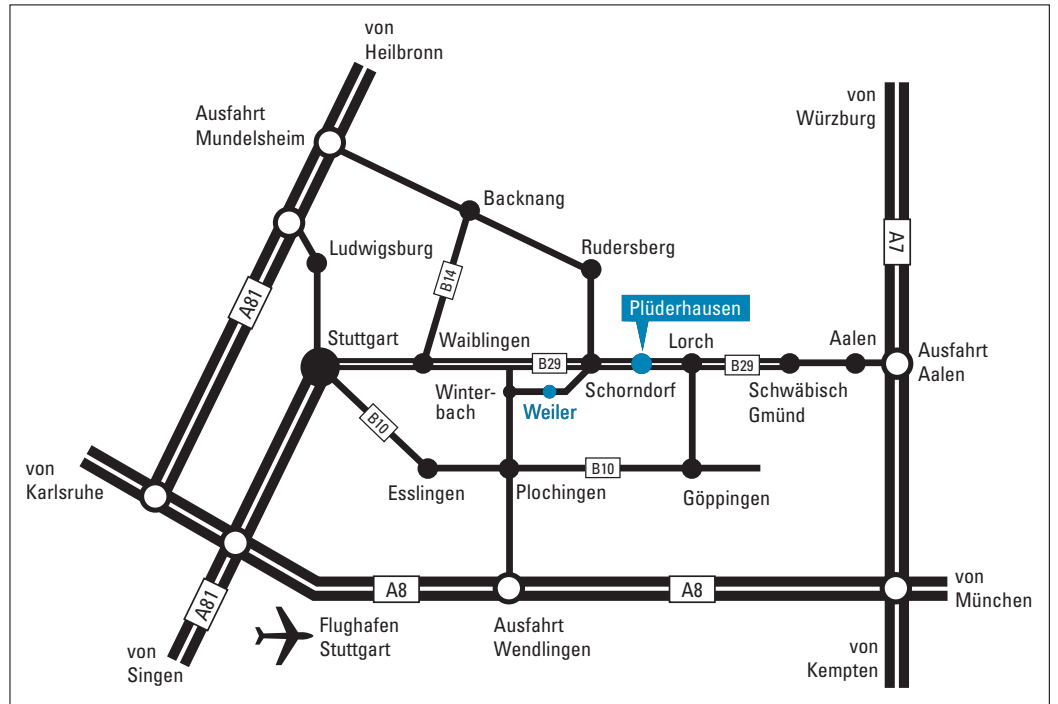 von
Heilbronn
Ausfahrt
Mundelsheim
von
Würzburg
Backnang
Ludwigsburg
Rudersberg
B14
A7
A81
Plüderhausen
Stuttgart
Waiblingen
B29
Lorch
B29
Aalen
Ausfahrt
Aalen
Winter-
bach
Weiler
Schorndorf
Schwäbisch
Gmünd
B10
von
Karlsruhe
Esslingen
Plochingen
B10
Göppingen
A81
A8
A8
von
München
Flughafen
Stuttgart
Ausfahrt
Wendlingen
von
Singen
von
Kempten